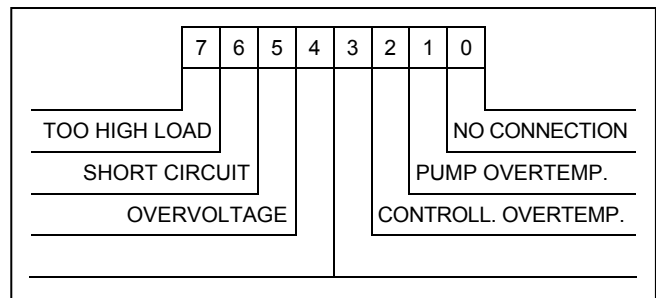 7 6 5 4 3 2 1 0
TOO HIGH LOAD NO CONNECTION
SHORT CIRCUIT PUMP OVERTEMP.
OVERVOLTAGE CONTROLL. OVERTEMP.